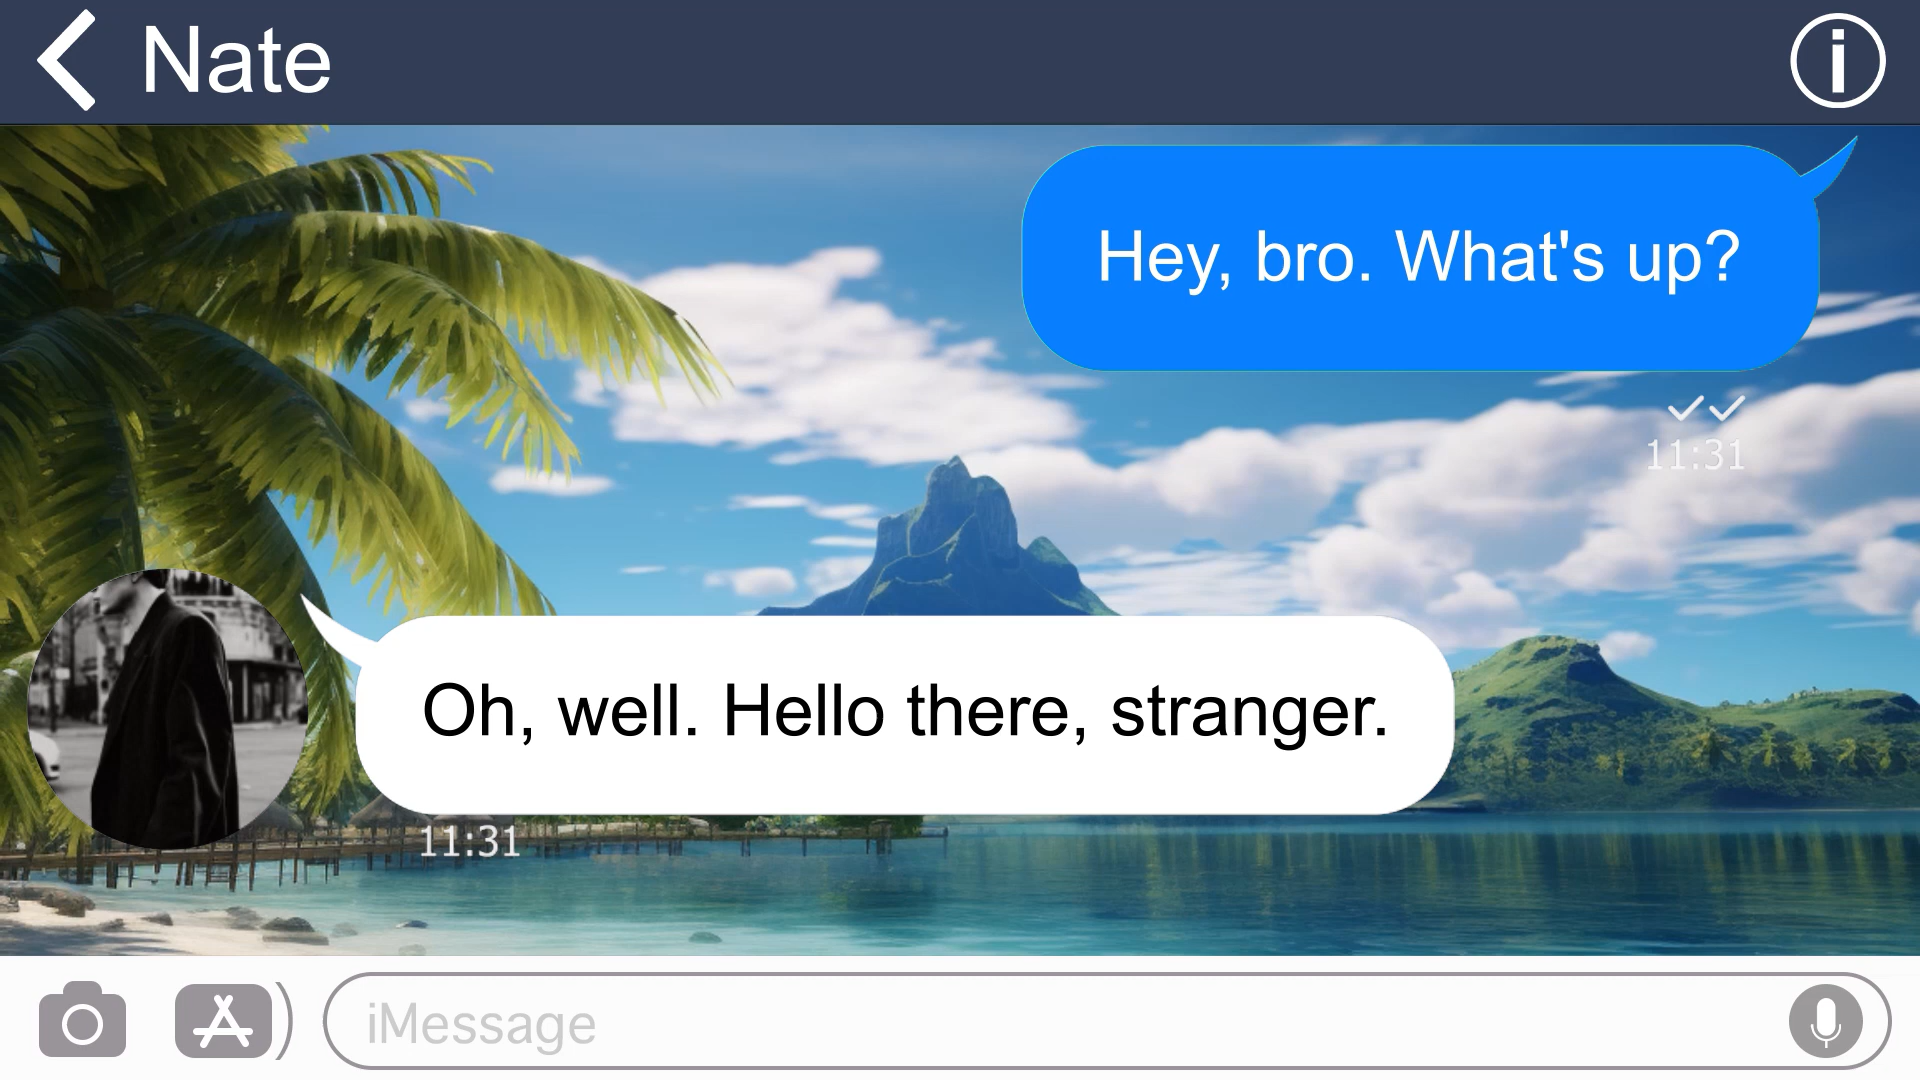 Nate
Hey, bro. What's up?
11:31
Oh, well. Hello there, stranger.
11:31
iMessage